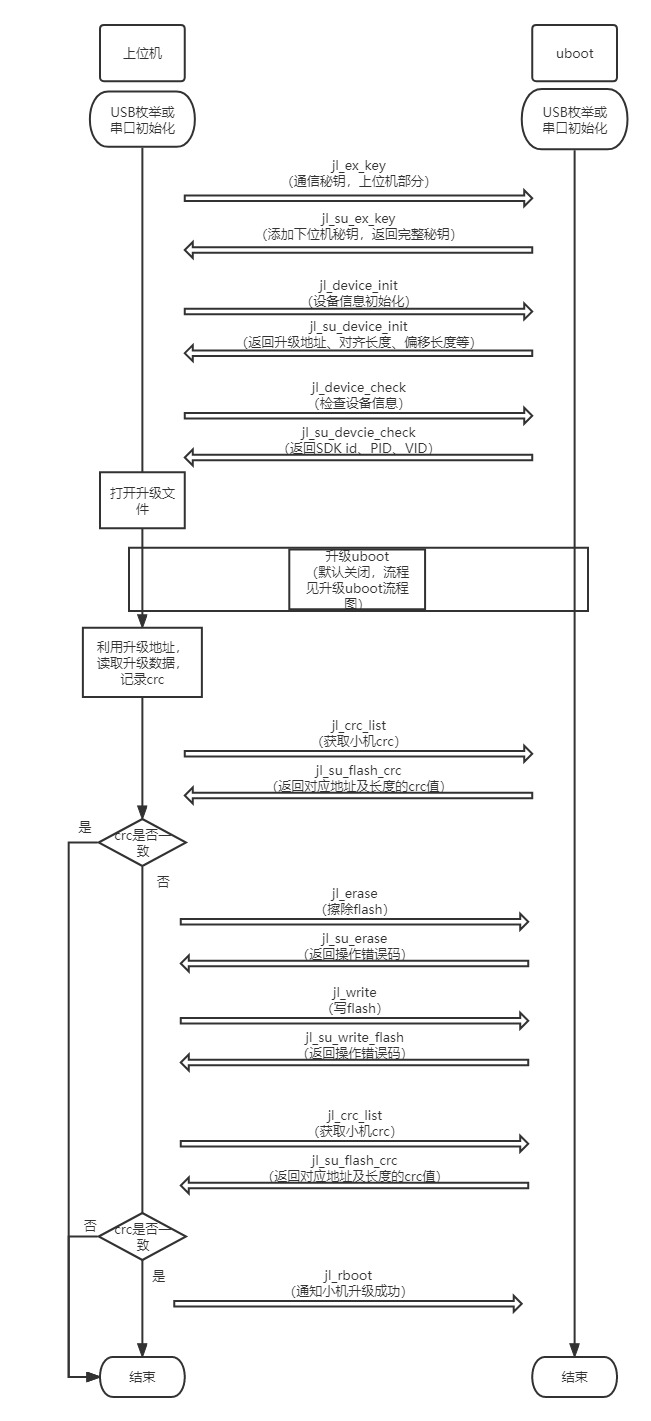 上位机
uboot
USB枚举或
串口初始化
USB枚举或
串口初始化
jl_ex_key
（通信秘钥，上位机部分）
jl_su_ex_key
（添加下位机秘钥，返回完整秘钥）
jl_device_init
（设备信息初始化）
jl_su_device_init
（返回升级地址、对齐长度、偏移长度等）
jl_device_check
（检查设备信息）
jl_su_devcie_check
（返回SDK id、PID、VID）
打开升级文
件
升级uboot
（默认关闭，流程
见升级uboot流程
图）
利用升级地址，
读取升级数据，
记录crc
jl_crc_list
（获取小机crc）
jl_su_flash_crc
（返回对应地址及长度的crc值）
是
crc是否一
致
否
jl_erase
（擦除flash）
jl_su_erase
（返回操作错误码）
jl_write
（写flash）
jl_su_write_flash
（返回操作错误码）
jl_crc_list
（获取小机crc）
jl_su_flash_crc
（返回对应地址及长度的crc值）
否
crc是否一
致
是
jl_rboot
（通知小机升级成功）
结束
结束